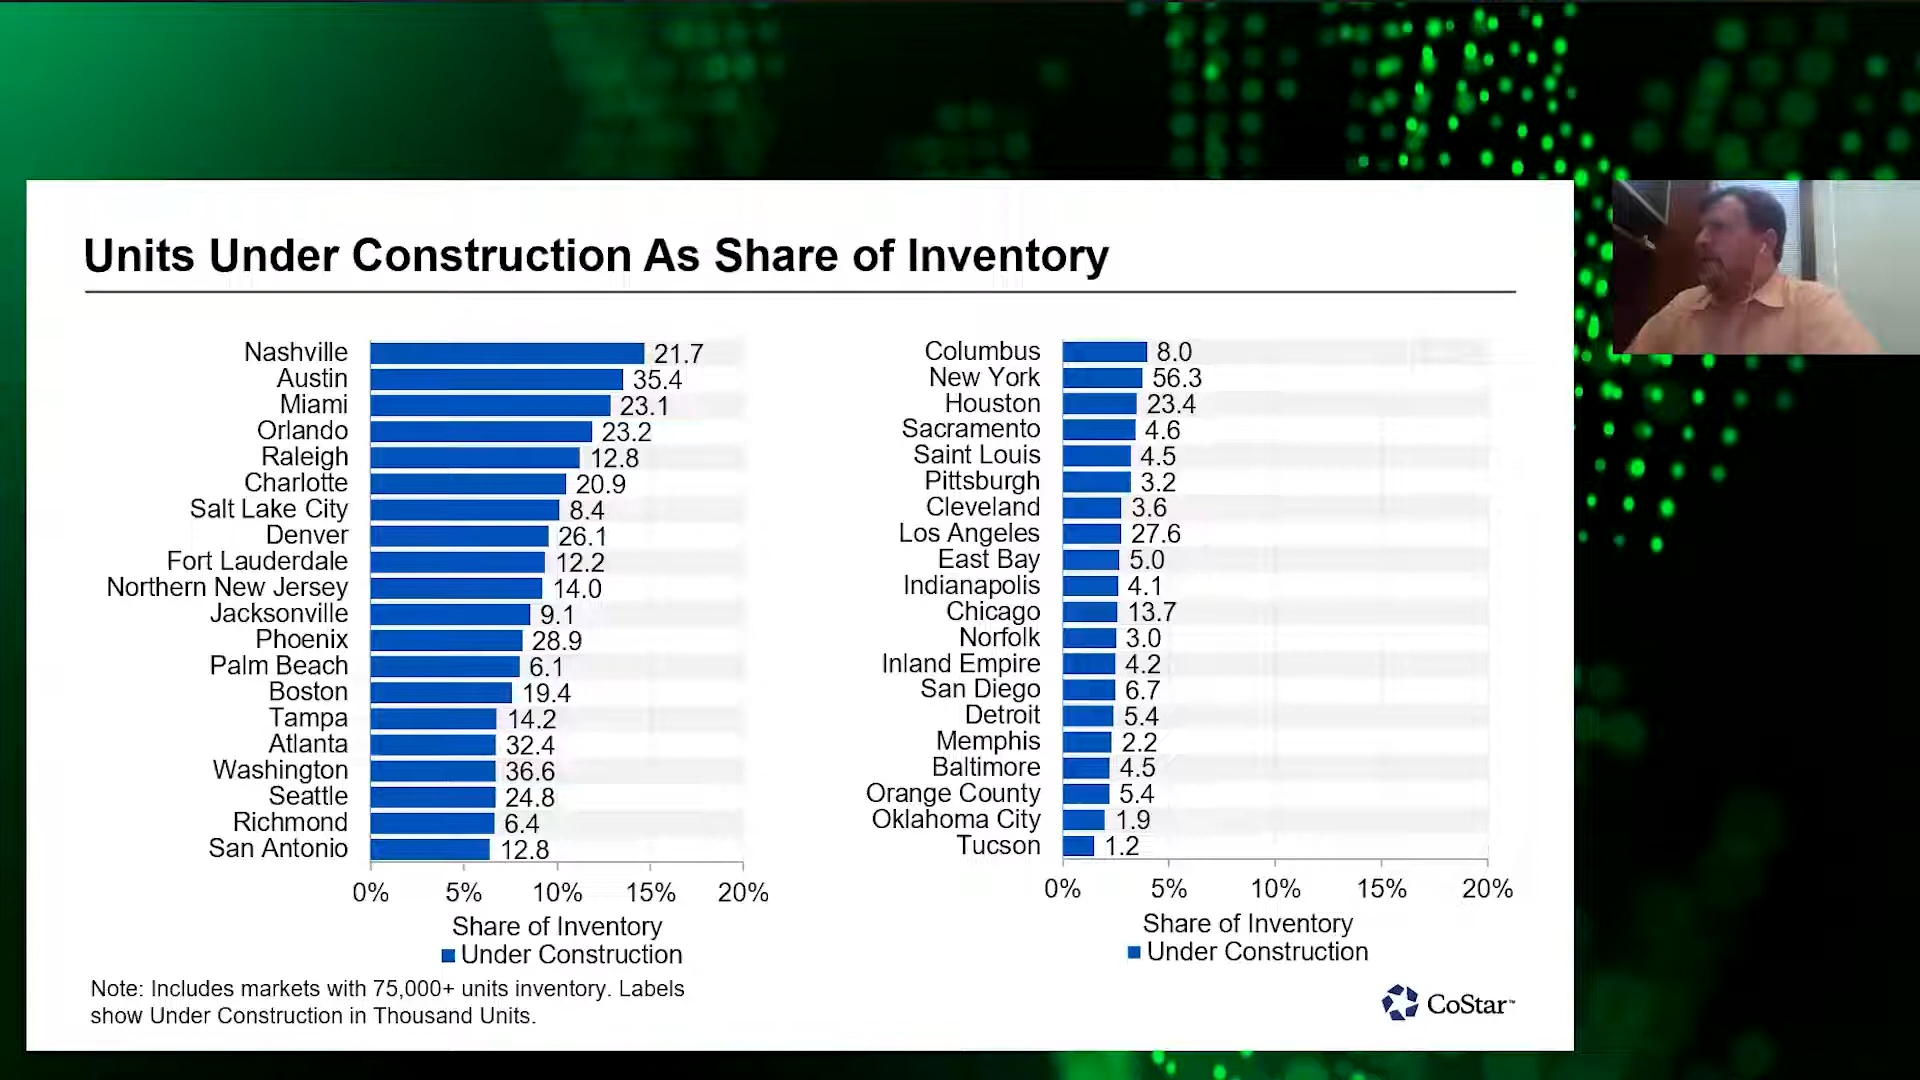 Units Under Construction As Share of Inventory
Nashville 21.7
Austin 35.4
Miami 23.1
Orlando 23.2
Raleigh 12.8
Charlotte 20.9
Salt Lake City 8.4
Denver 26.1
Fort Lauderdale 12.2
Northern New Jersey 14.0
Jacksonville 9.1
Phoenix 28.9
Palm Beach 6.1
Boston 19.4
Tampa 14.2
Atlanta 32.4
Washington 36.6
Seattle 24.8
Richmond 6.4
San Antonio 12.8
0% 5% 10% 15% 20%
Share of Inventory
Under Construction
Columbus 8.0
New York 56.3
Houston 23.4
Sacramento 4.6
Saint Louis 4.5
Pittsburgh 3.2
Cleveland 3.6
Los Angeles 27.6
East Bay 5.0
Indianapolis 4.1
Chicago 13.7
Norfolk 3.0
Inland Empire 4.2
San Diego 6.7
Detroit 5.4
Memphis 2.2
Baltimore 4.5
Orange County 5.4
Oklahoma City 1.9
Tucson 1.2
0% 5% 10% 15% 20%
Share of Inventory
Under Construction
Note: Includes markets with 75,000+ units inventory. Labels
show Under Construction in Thousand Units.
CoStar™